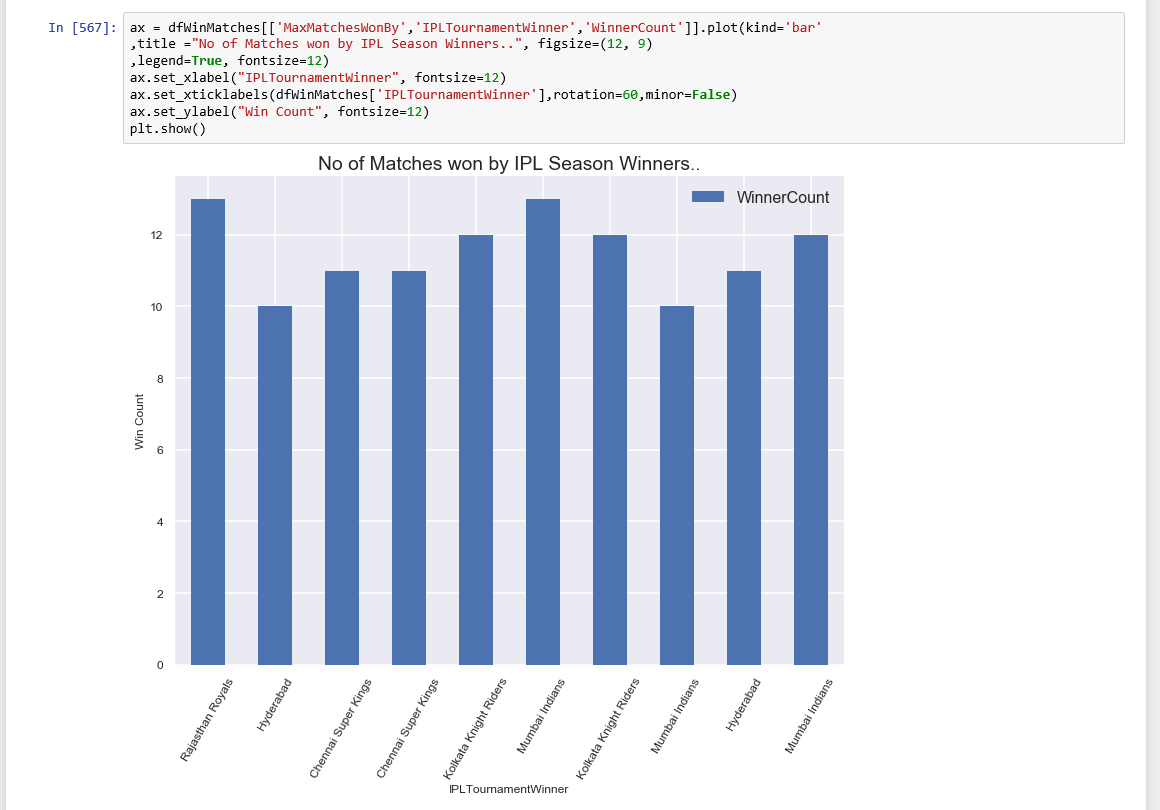 In [567]:
ax = dfWinMatches[['MaxMatchesWonBy','IPLTournamentWinner','WinnerCount']].plot(kind='bar'
,title ="No of Matches won by IPL Season Winners..", figsize=(12, 9)
,legend=True, fontsize=12)
ax.set_xlabel("IPLTournamentWinner", fontsize=12)
ax.set_xticklabels(dfWinMatches['IPLTournamentWinner'],rotation=60,minor=False)
ax.set_ylabel("Win Count", fontsize=12)
plt.show()
No of Matches won by IPL Season Winners..
WinnerCount
12
10
8
6
4
2
0
Win Count
Rajasthan Royals
Hyderabad
Chennai Super Kings
Chennai Super Kings
Kolkata Knight Riders
Mumbai Indians
Kolkata Knight Riders
Mumbai Indians
Hyderabad
Mumbai Indians
IPLTournamentWinner